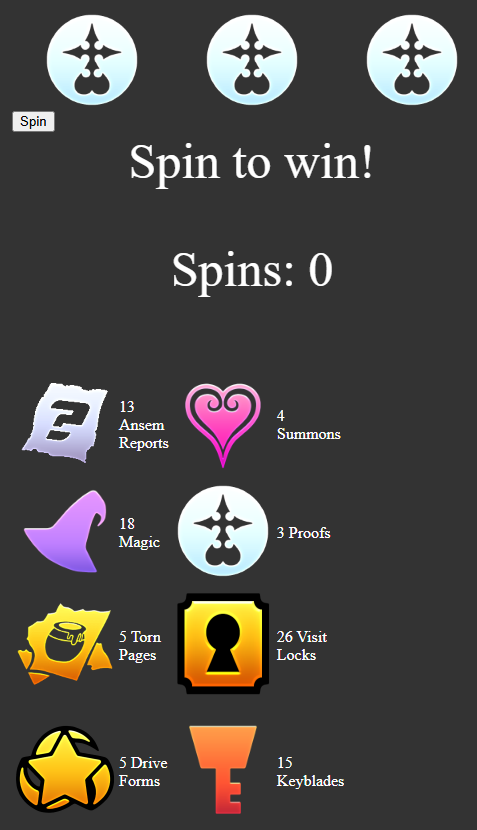 Spin
Spin to win!
Spins: 0
13
Ansem
Reports
4
Summons
18
Magic
3 Proofs
5 Torn
Pages
26 Visit
Locks
5 Drive
Forms
15
Keyblades